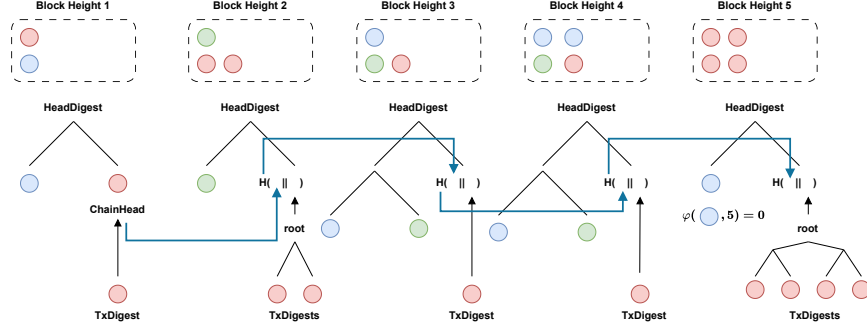 Block Height 1
Block Height 2
Block Height 3
Block Height 4
Block Height 5
HeadDigest
HeadDigest
HeadDigest
HeadDigest
HeadDigest
H( || )
H( || )
H( || )
H( || )
ChainHead
φ( , 5) = 0
root
root
TxDigest
TxDigests
TxDigest
TxDigest
TxDigests